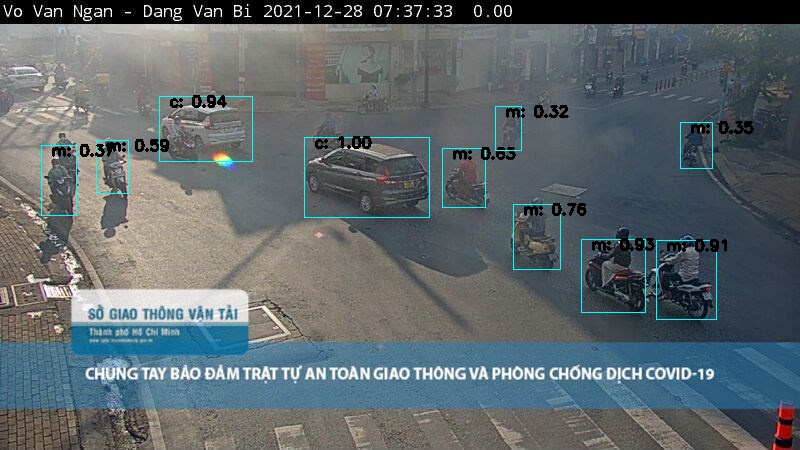 Vo Van Ngan - Dang Van Bi 2021-12-28 07:37:33 0.00
c: 0.94
m: 0.32
c: 1.00
m: 0.35
m: 0.37
m: 0.59
m: 0.63
m: 0.76
m: 0.93
m: 0.91
SỞ GIAO THÔNG VẬN TẢI
Thành phố Hồ Chí Minh
CHUNG TAY BẢO ĐẢM TRẬT TỰ AN TOÀN GIAO THÔNG VÀ PHÒNG CHỐNG DỊCH COVID-19